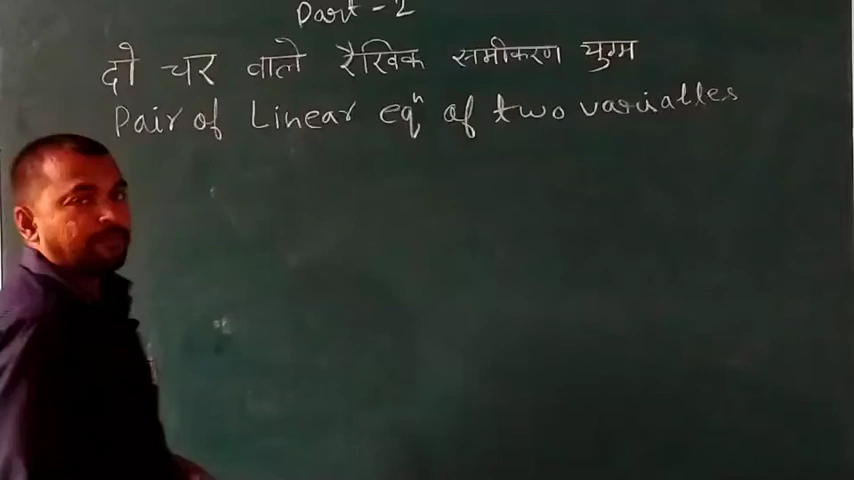 Part - 2
दो चर वाले रैखिक समीकरण युग्म
Pair of Linear eqⁿ of two variables